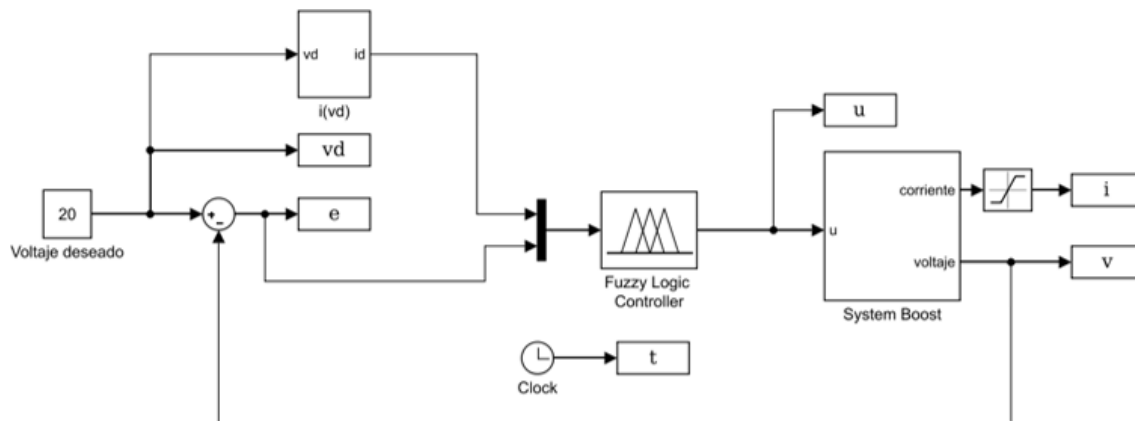 vd id
i(vd)
vd
u
20
+
-
e
Voltaje deseado
corriente
i
u
voltaje
v
Fuzzy Logic
Controller
System Boost
t
Clock